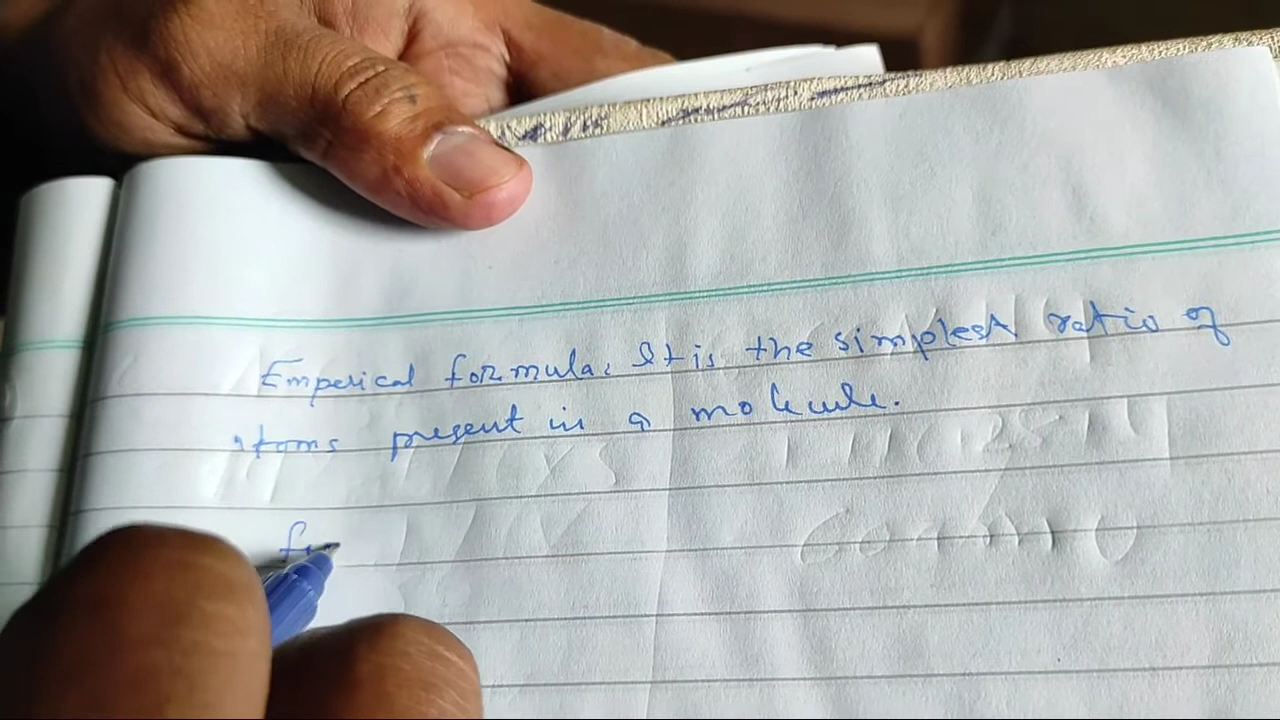 Emperical formula: It is the simplest ratio of
atoms present in a molecule.